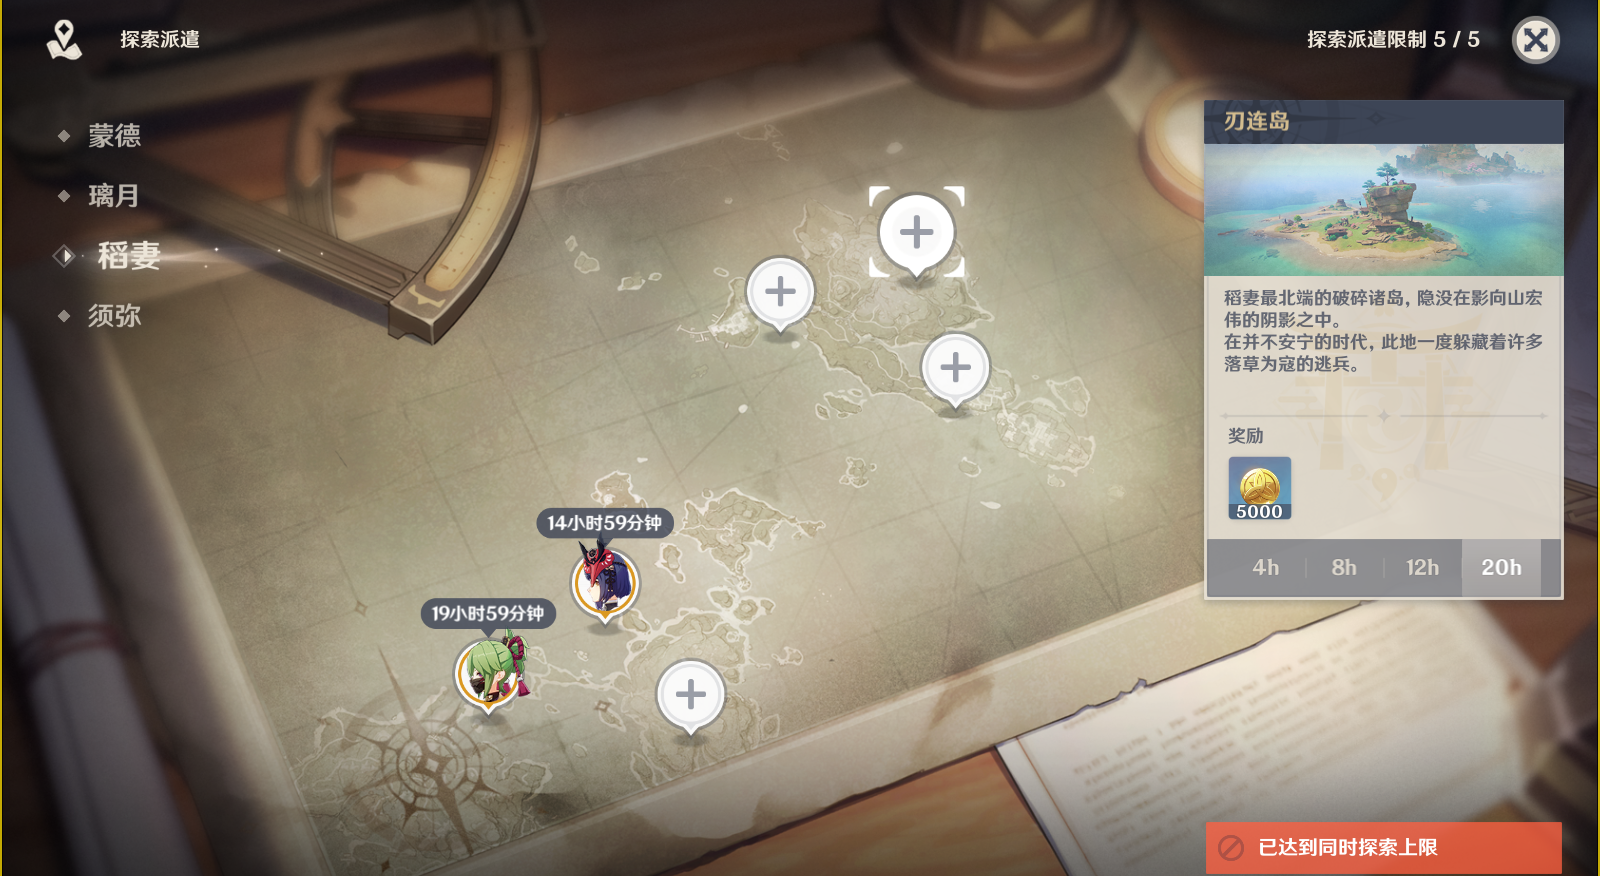 探索派遣
探索派遣限制 5 / 5
蒙德
璃月
稻妻
须弥
刃连岛
稻妻最北端的破碎诸岛，隐没在影向山宏
伟的阴影之中。
在并不安宁的时代，此地一度躲藏着许多
落草为寇的逃兵。
奖励
5000
4h
8h
12h
20h
14小时59分钟
19小时59分钟
已达到同时探索上限